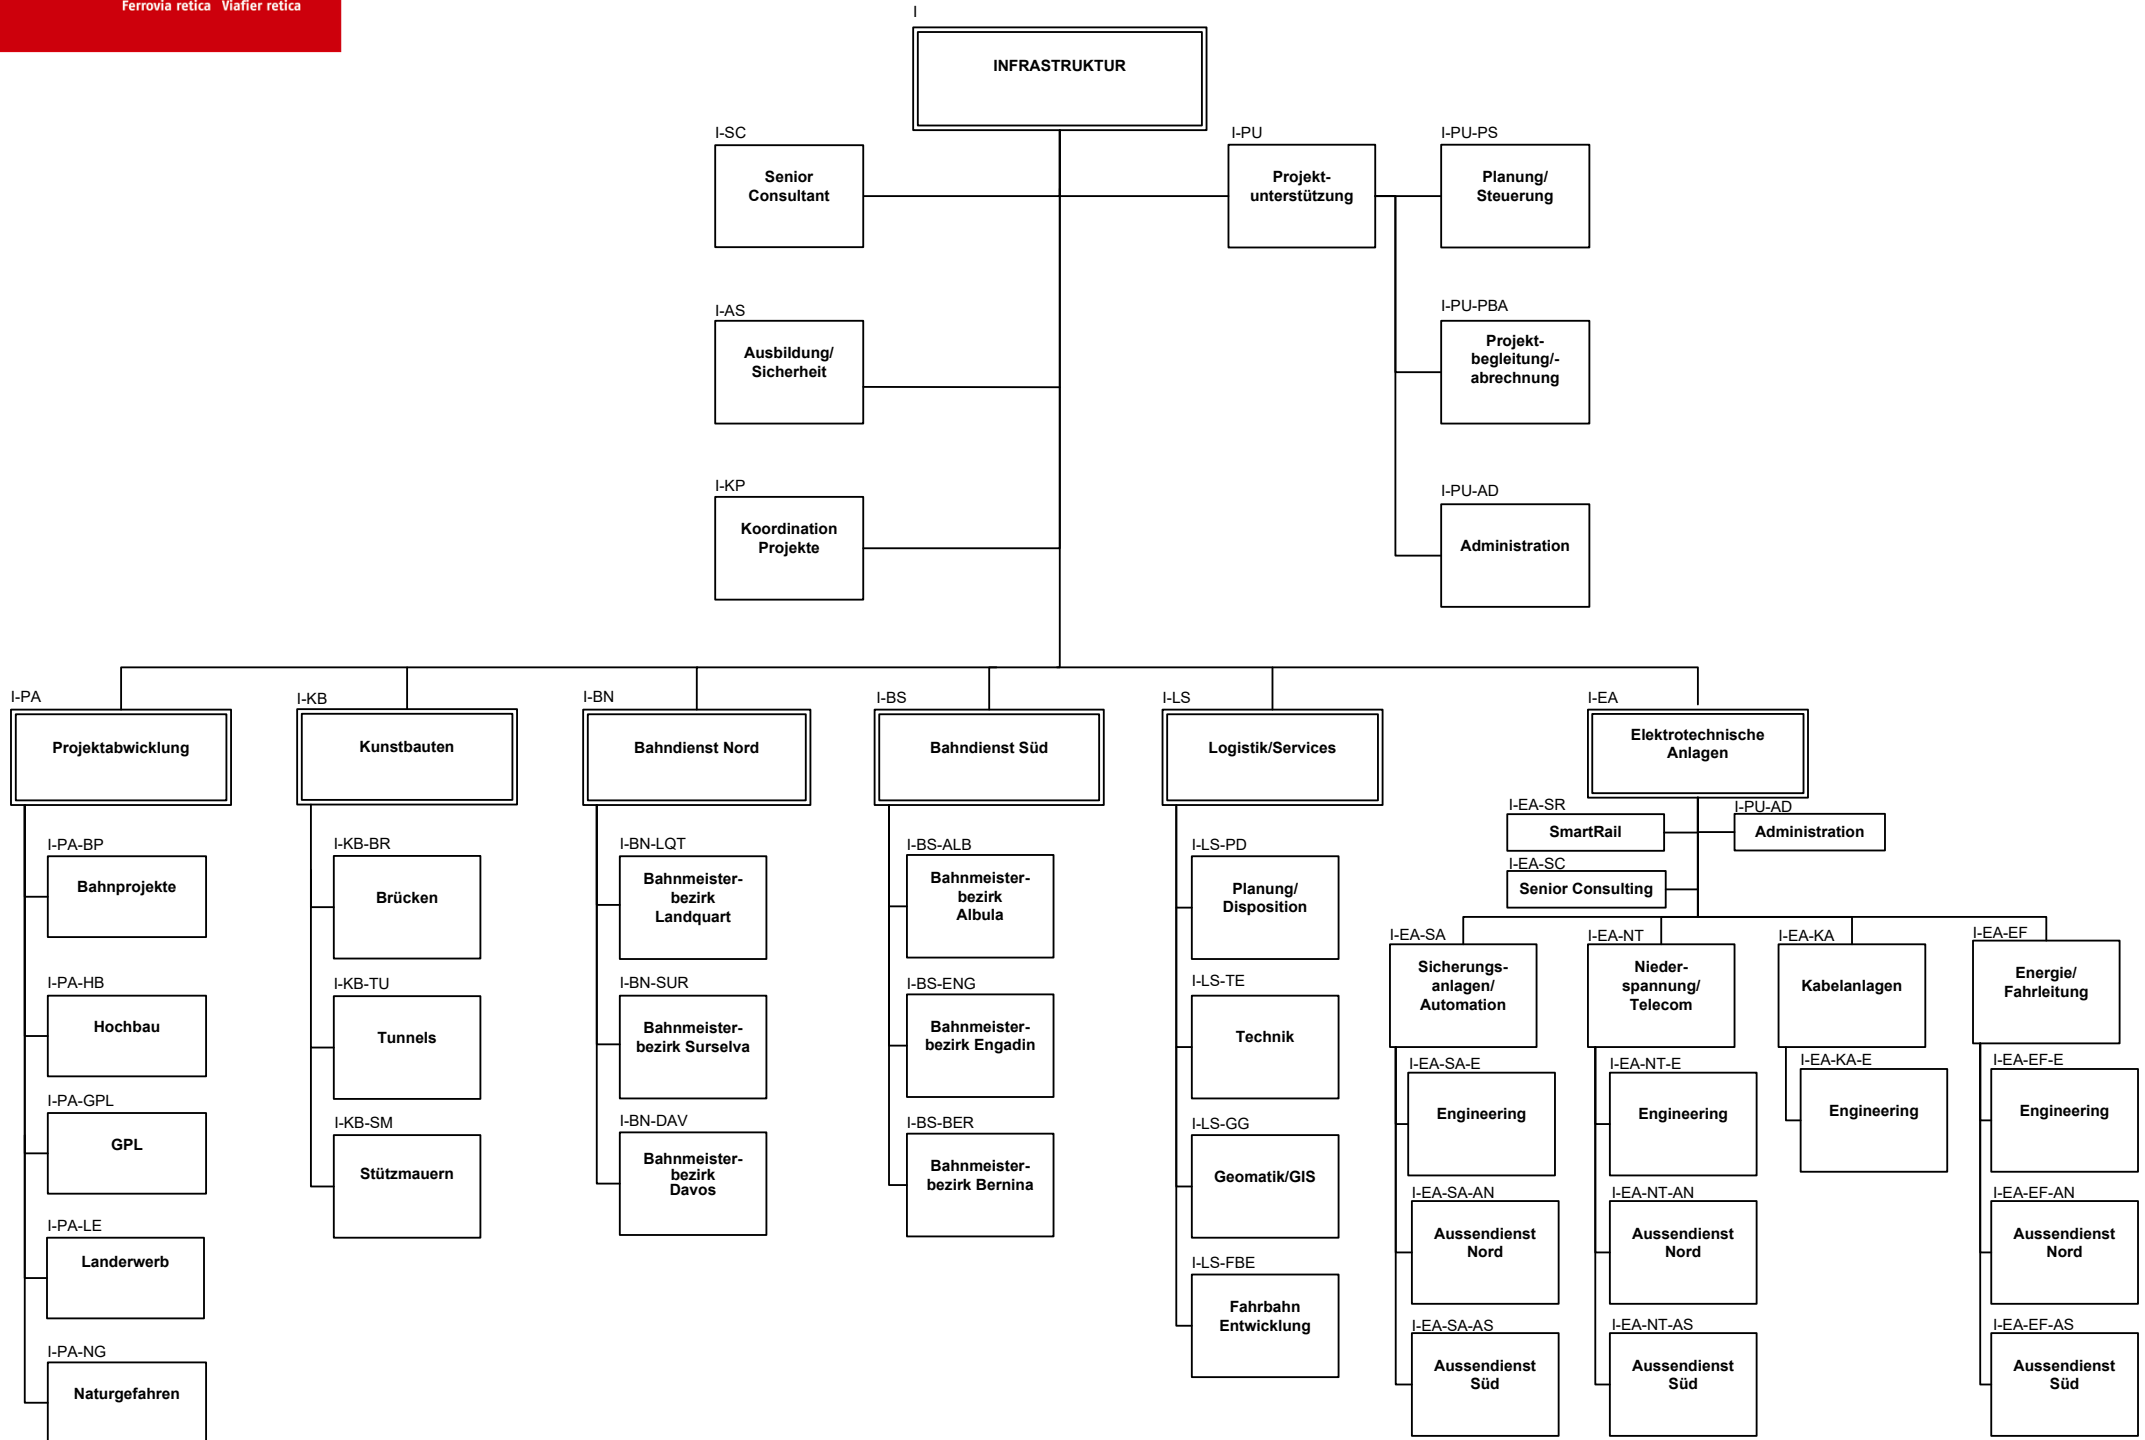 Ferrovia retica Viafier retica
I
INFRASTRUKTUR
I-SC
Senior
Consultant
I-PU
Projekt-
unterstützung
I-PU-PS
Planung/
Steuerung
I-AS
Ausbildung/
Sicherheit
I-PU-PBA
Projekt-
begleitung/-
abrechnung
I-KP
Koordination
Projekte
I-PU-AD
Administration
I-PA
Projektabwicklung
I-KB
Kunstbauten
I-BN
Bahndienst Nord
I-BS
Bahndienst Süd
I-LS
Logistik/Services
I-EA
Elektrotechnische
Anlagen
I-PA-BP
Bahnprojekte
I-PA-HB
Hochbau
I-PA-GPL
GPL
I-PA-LE
Landerwerb
I-PA-NG
Naturgefahren
I-KB-BR
Brücken
I-KB-TU
Tunnels
I-KB-SM
Stützmauern
I-BN-LQT
Bahnmeister-
bezirk
Landquart
I-BN-SUR
Bahnmeister-
bezirk Surselva
I-BN-DAV
Bahnmeister-
bezirk
Davos
I-BS-ALB
Bahnmeister-
bezirk
Albula
I-BS-ENG
Bahnmeister-
bezirk Engadin
I-BS-BER
Bahnmeister-
bezirk Bernina
I-LS-PD
Planung/
Disposition
I-LS-TE
Technik
I-LS-GG
Geomatik/GIS
I-LS-FBE
Fahrbahn
Entwicklung
I-EA-SR
SmartRail
I-PU-AD
Administration
I-EA-SC
Senior Consulting
I-EA-SA
Sicherungs-
anlagen/
Automation
I-EA-SA-E
Engineering
I-EA-SA-AN
Aussendienst
Nord
I-EA-SA-AS
Aussendienst
Süd
I-EA-NT
Nieder-
spannung/
Telecom
I-EA-NT-E
Engineering
I-EA-NT-AN
Aussendienst
Nord
I-EA-NT-AS
Aussendienst
Süd
I-EA-KA
Kabelanlagen
I-EA-KA-E
Engineering
I-EA-EF
Energie/
Fahrleitung
I-EA-EF-E
Engineering
I-EA-EF-AN
Aussendienst
Nord
I-EA-EF-AS
Aussendienst
Süd